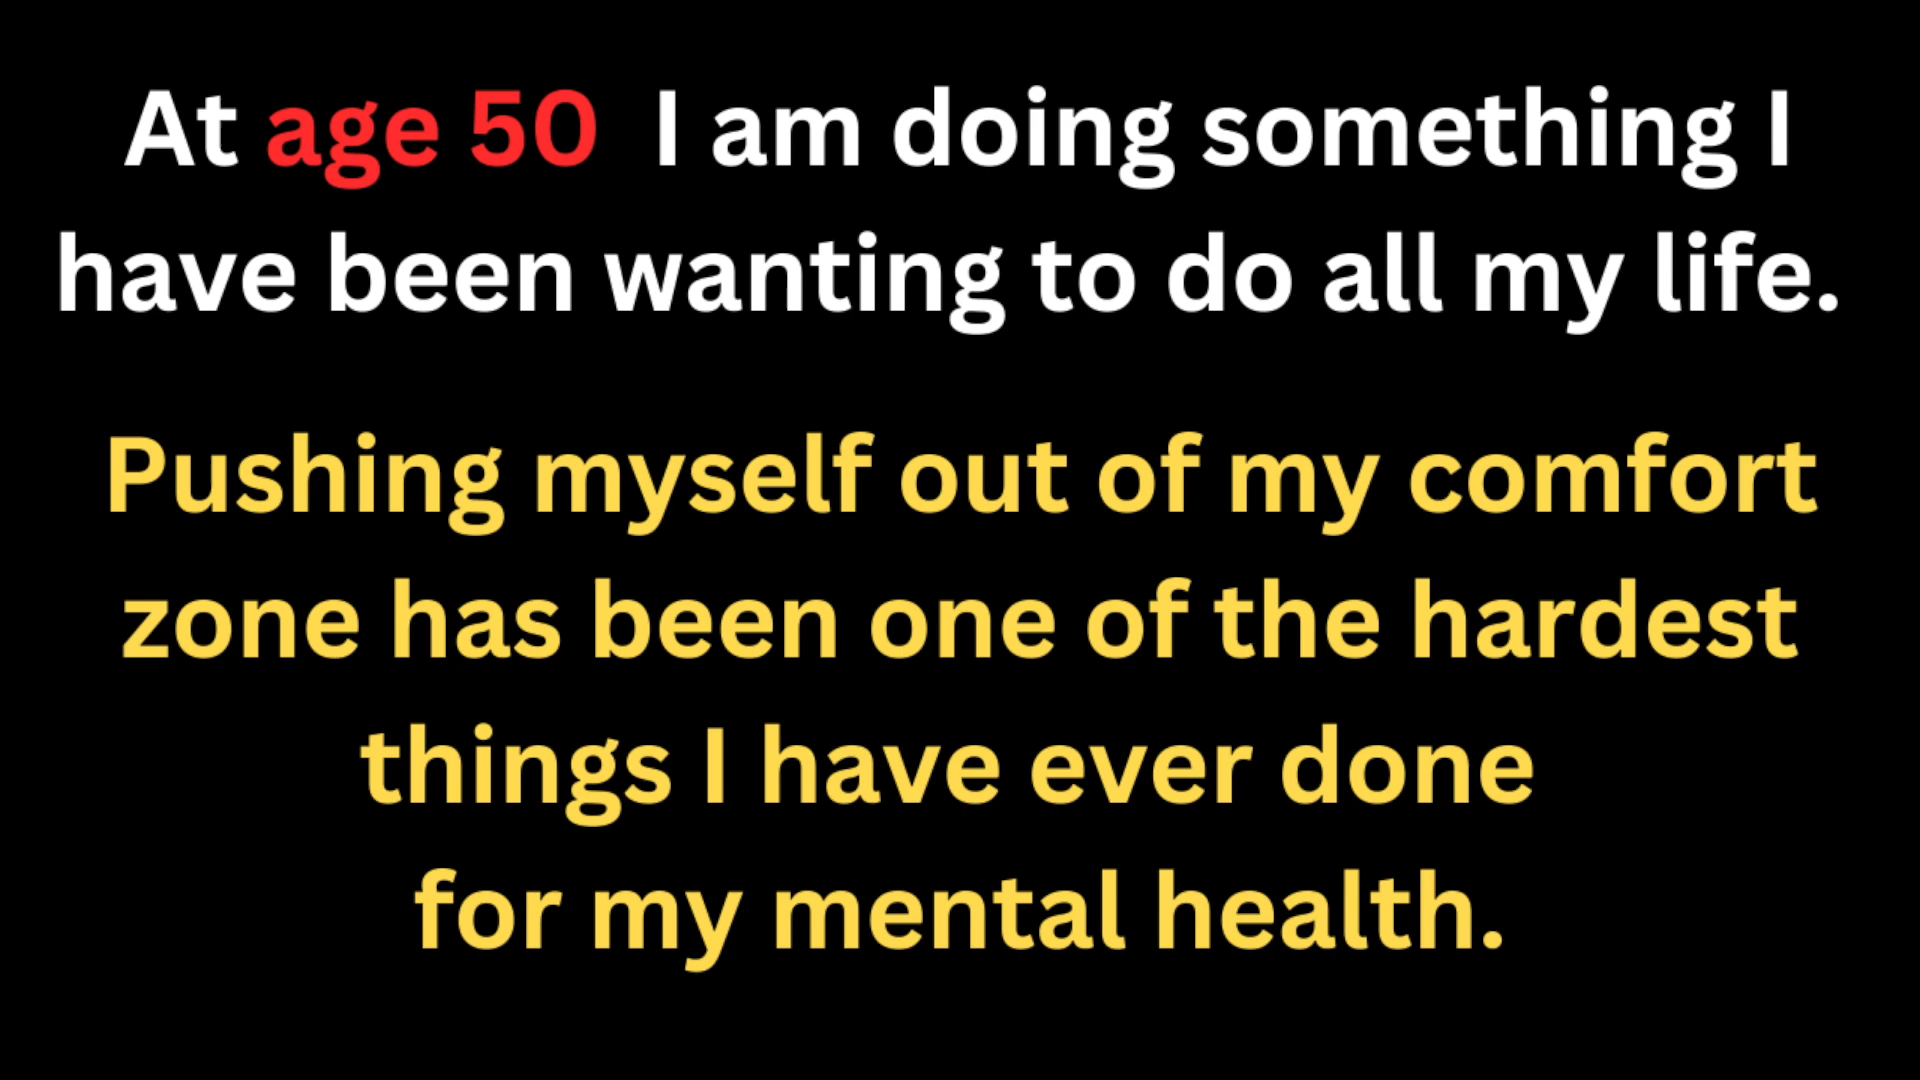 At age 50 I am doing something I
have been wanting to do all my life.
Pushing myself out of my comfort
zone has been one of the hardest
things I have ever done
for my mental health.